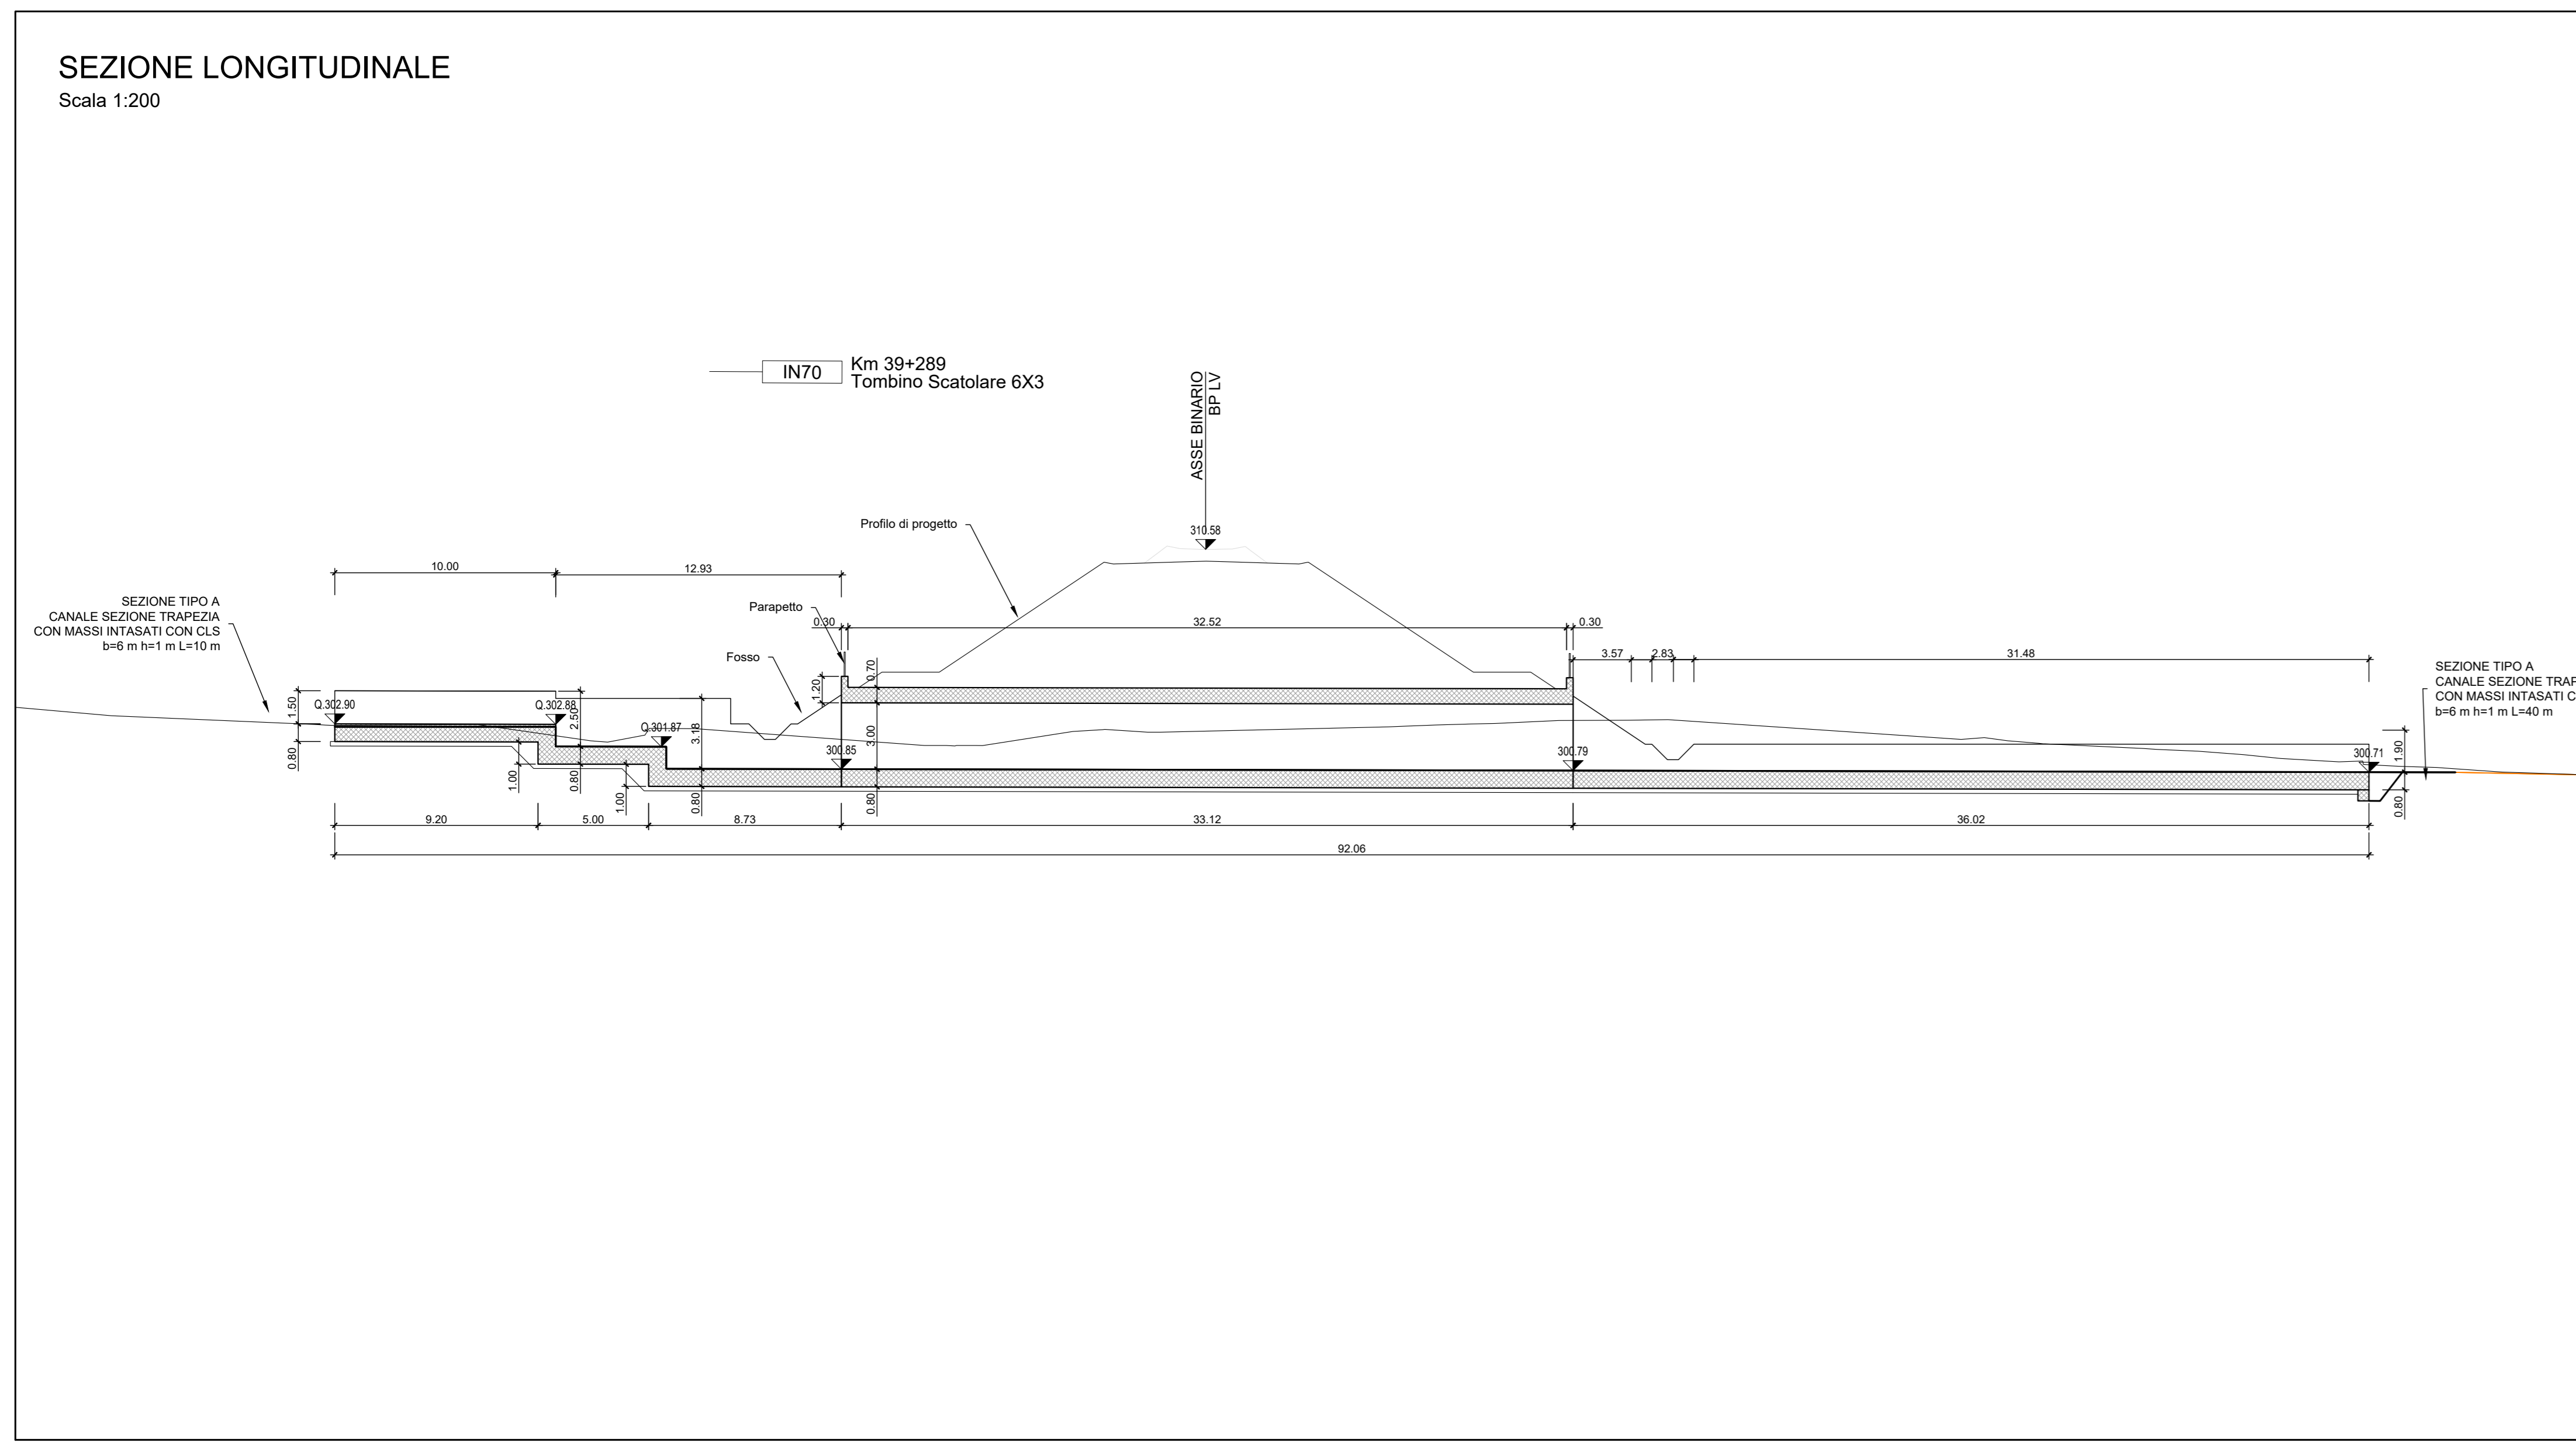 SEZIONE LONGITUDINALE
Scala 1:200
IN70
Km 39+289
Tombino Scatolare 6X3
ASSE BINARIO
BP LV
310.58
Profilo di progetto
10.00
12.93
SEZIONE TIPO A
CANALE SEZIONE TRAPEZIA
CON MASSI INTASATI CON CLS
b=6 m h=1 m L=10 m
Parapetto
0.30
32.52
0.30
Fosso
3.57
2.83
31.48
SEZIONE TIPO A
CANALE SEZIONE TRAP
CON MASSI INTASATI C
b=6 m h=1 m L=40 m
1.50
Q.302.90
Q.302.88
2.50
Q.301.87
3.18
1.20
0.70
3.00
300.85
300.79
300.71
1.90
0.80
1.00
0.80
1.00
0.80
0.80
0.80
9.20
5.00
8.73
33.12
36.02
92.06